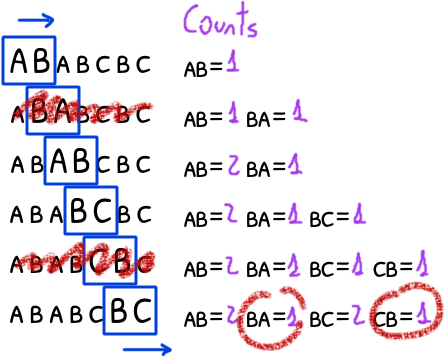 Counts
ABABCBC AB=1
ABABCBC AB=1 BA=1
ABABCBC AB=2 BA=1
ABABCBC AB=2 BA=1 BC=1
ABABCBC AB=2 BA=1 BC=1 CB=1
ABABCBC AB=2 BA=1 BC=2 CB=1